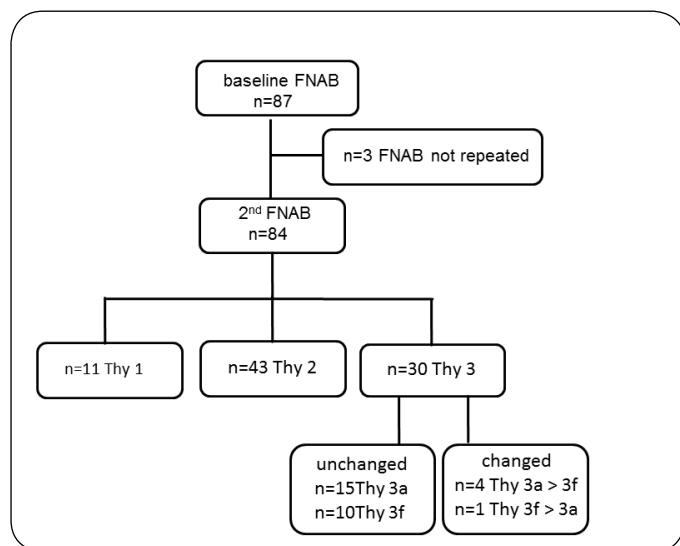 baseline FNAB
n=87
n=3 FNAB not repeated
2nd FNAB
n=84
n=11 Thy 1
n=43 Thy 2
n=30 Thy 3
unchanged
n=15Thy 3a
n=10Thy 3f
changed
n=4 Thy 3a > 3f
n=1 Thy 3f > 3a